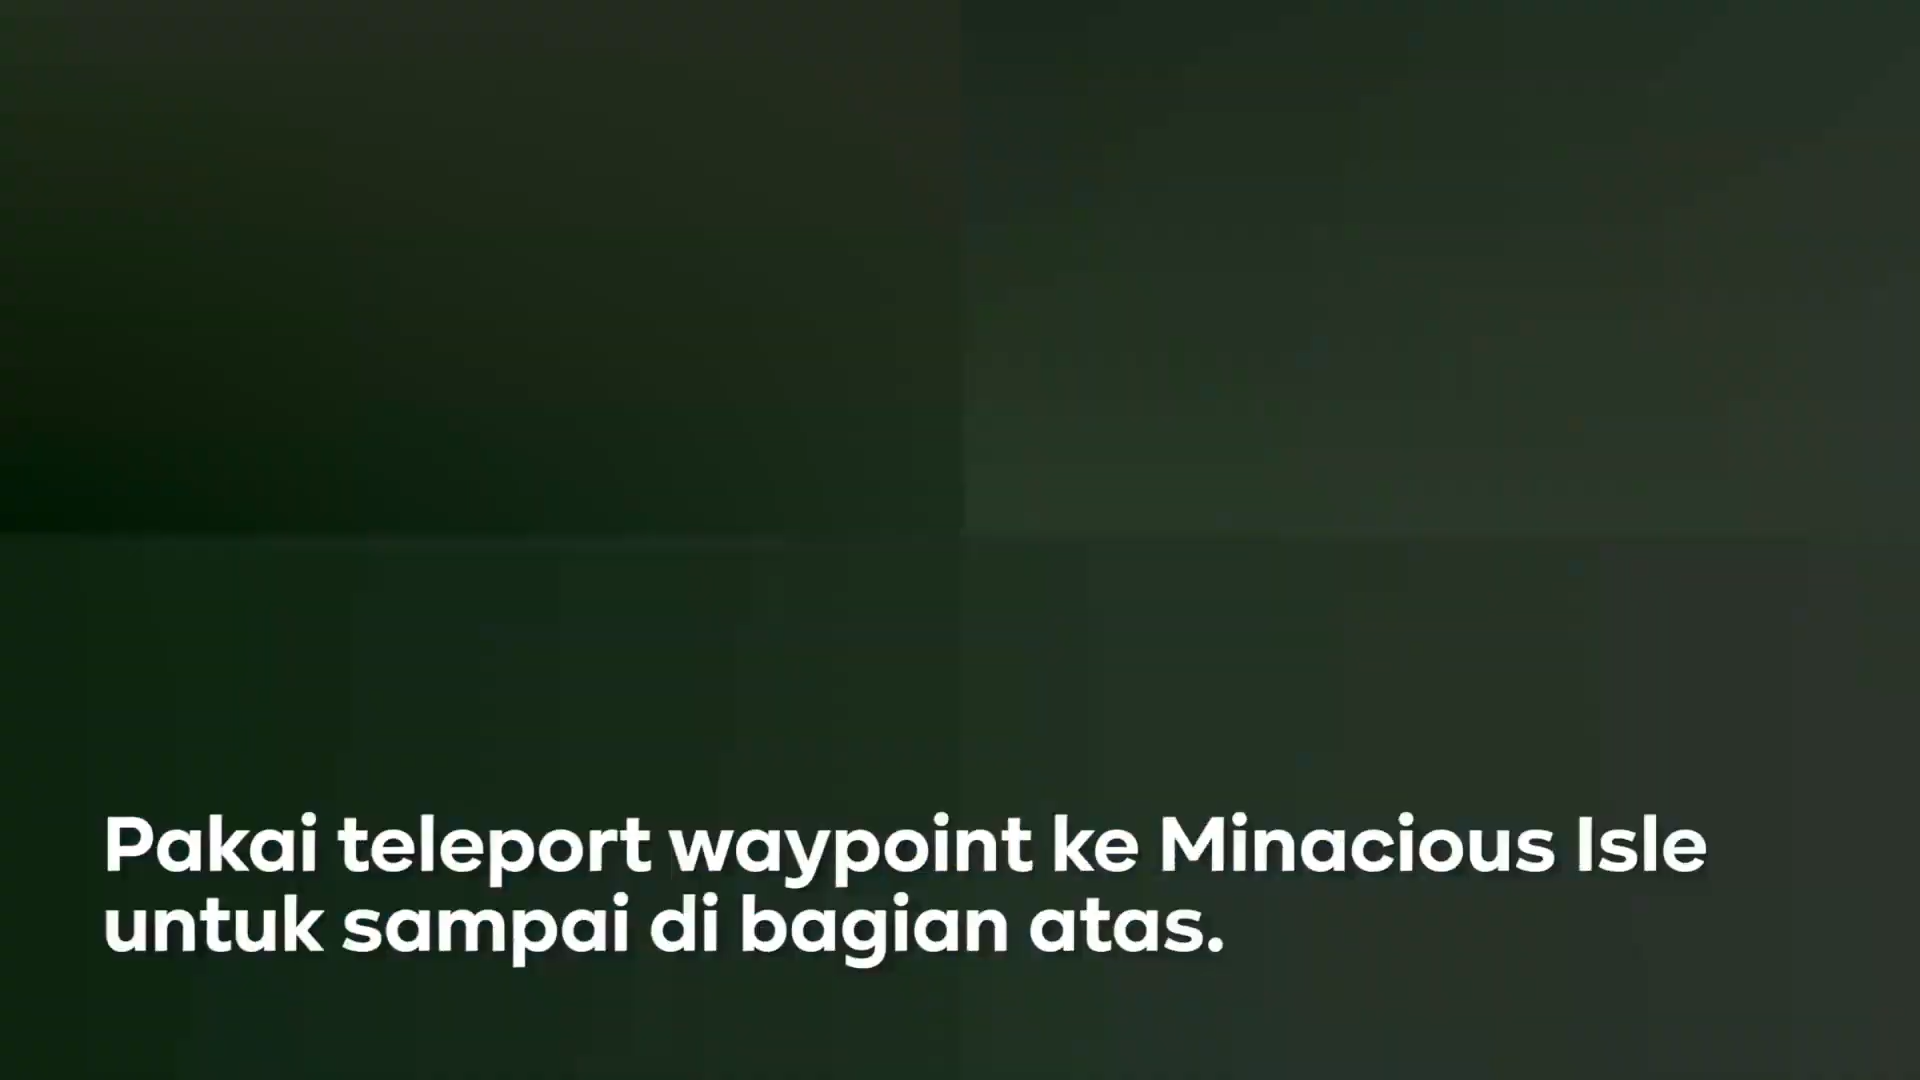 Pakai teleport waypoint ke Minacious Isle
untuk sampai di bagian atas.